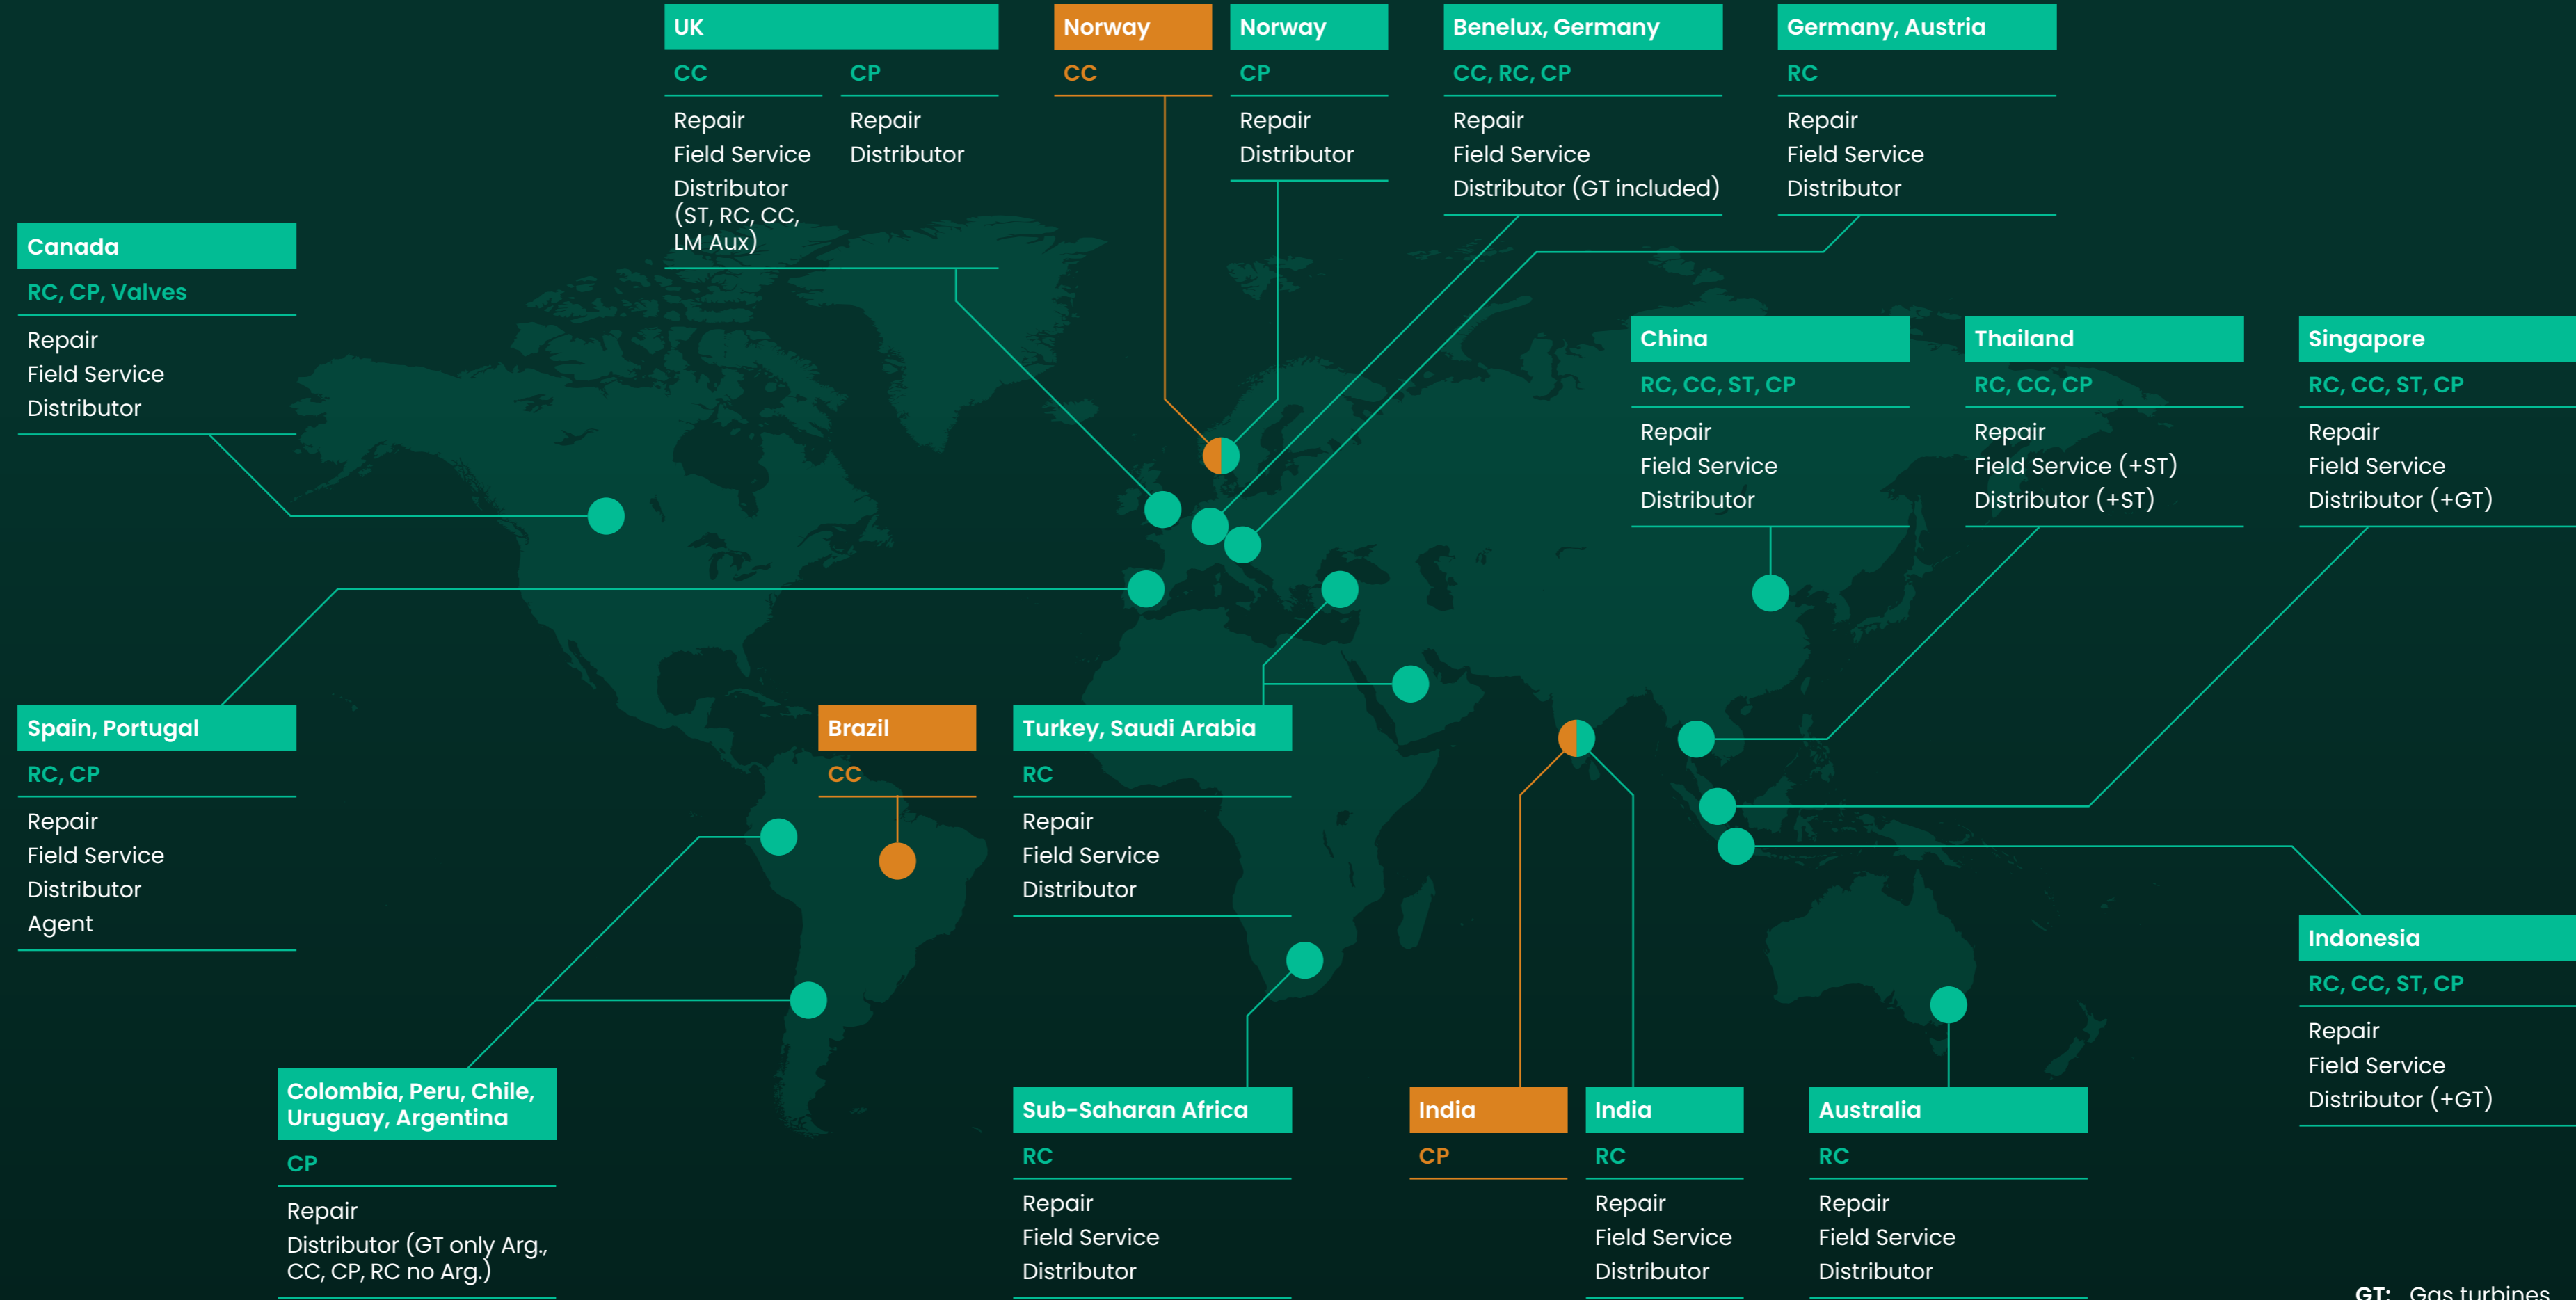 UK
CC
Repair
Field Service
Distributor
(ST, RC, CC,
LM Aux)
CP
Repair
Distributor
Norway
CC
Norway
CP
Repair
Distributor
Benelux, Germany
CC, RC, CP
Repair
Field Service
Distributor (GT included)
Germany, Austria
RC
Repair
Field Service
Distributor
Canada
RC, CP, Valves
Repair
Field Service
Distributor
China
RC, CC, ST, CP
Repair
Field Service
Distributor
Thailand
RC, CC, CP
Repair
Field Service (+ST)
Distributor (+ST)
Singapore
RC, CC, ST, CP
Repair
Field Service
Distributor (+GT)
Spain, Portugal
RC, CP
Repair
Field Service
Distributor
Agent
Brazil
CC
Turkey, Saudi Arabia
RC
Repair
Field Service
Distributor
Indonesia
RC, CC, ST, CP
Repair
Field Service
Distributor (+GT)
Colombia, Peru, Chile,
Uruguay, Argentina
CP
Repair
Distributor (GT only Arg.,
CC, CP, RC no Arg.)
Sub-Saharan Africa
RC
Repair
Field Service
Distributor
India
CP
India
RC
Repair
Field Service
Distributor
Australia
RC
Repair
Field Service
Distributor
GT: Gas turbines